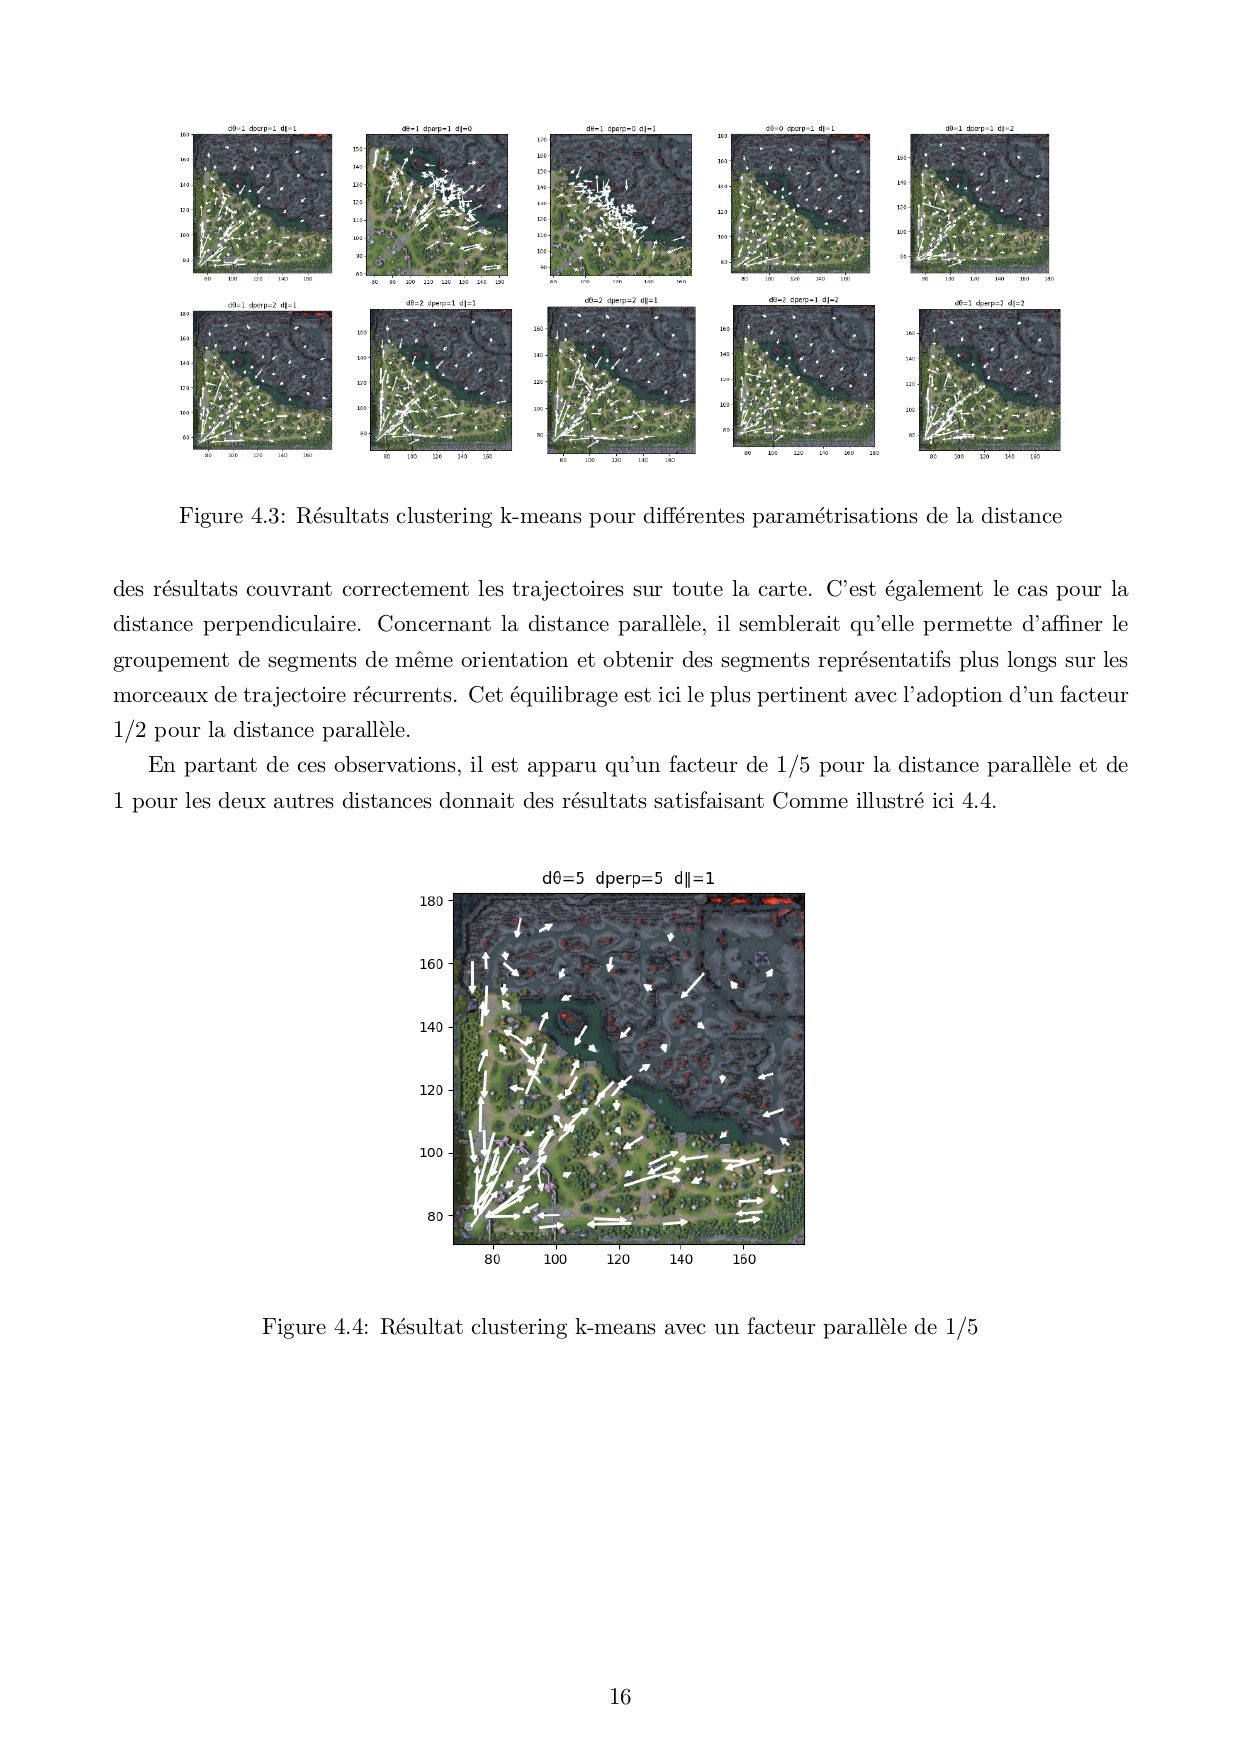 dθ=1 dperp=1 d∥=1
dθ=1 dperp=1 d∥=0
dθ=1 dperp=0 d∥=1
dθ=0 dperp=1 d∥=1
dθ=1 dperp=1 d∥=2
dθ=1 dperp=2 d∥=1
dθ=2 dperp=1 d∥=1
dθ=2 dperp=2 d∥=1
dθ=2 dperp=1 d∥=2
dθ=1 dperp=2 d∥=2
Figure 4.3: Résultats clustering k-means pour différentes paramétrisations de la distance
des résultats couvrant correctement les trajectoires sur toute la carte. C'est également le cas pour la
distance perpendiculaire. Concernant la distance parallèle, il semblerait qu'elle permette d'affiner le
groupement de segments de même orientation et obtenir des segments représentatifs plus longs sur les
morceaux de trajectoire récurrents. Cet équilibrage est ici le plus pertinent avec l'adoption d'un facteur
1/2 pour la distance parallèle.
En partant de ces observations, il est apparu qu'un facteur de 1/5 pour la distance parallèle et de
1 pour les deux autres distances donnait des résultats satisfaisant Comme illustré ici 4.4.
dθ=5 dperp=5 d∥=1
180
160
140
120
100
80
80 100 120 140 160
Figure 4.4: Résultat clustering k-means avec un facteur parallèle de 1/5
16